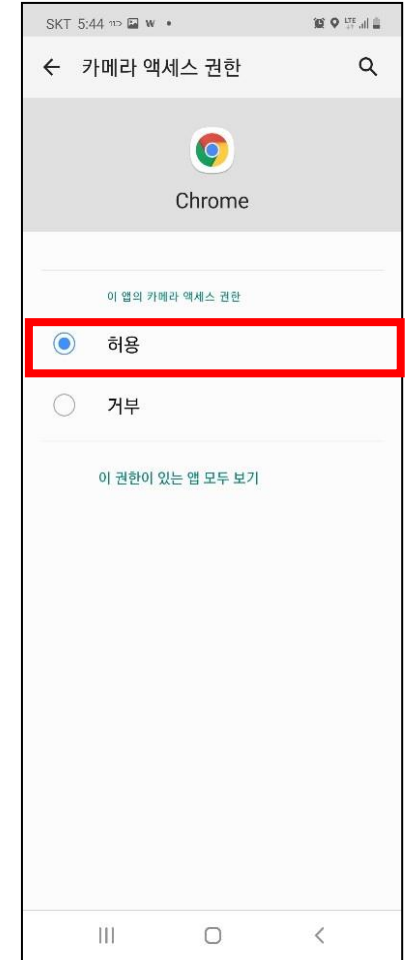 SKT 5:44
카메라 액세스 권한
Chrome
이 앱의 카메라 액세스 권한
허용
거부
이 권한이 있는 앱 모두 보기